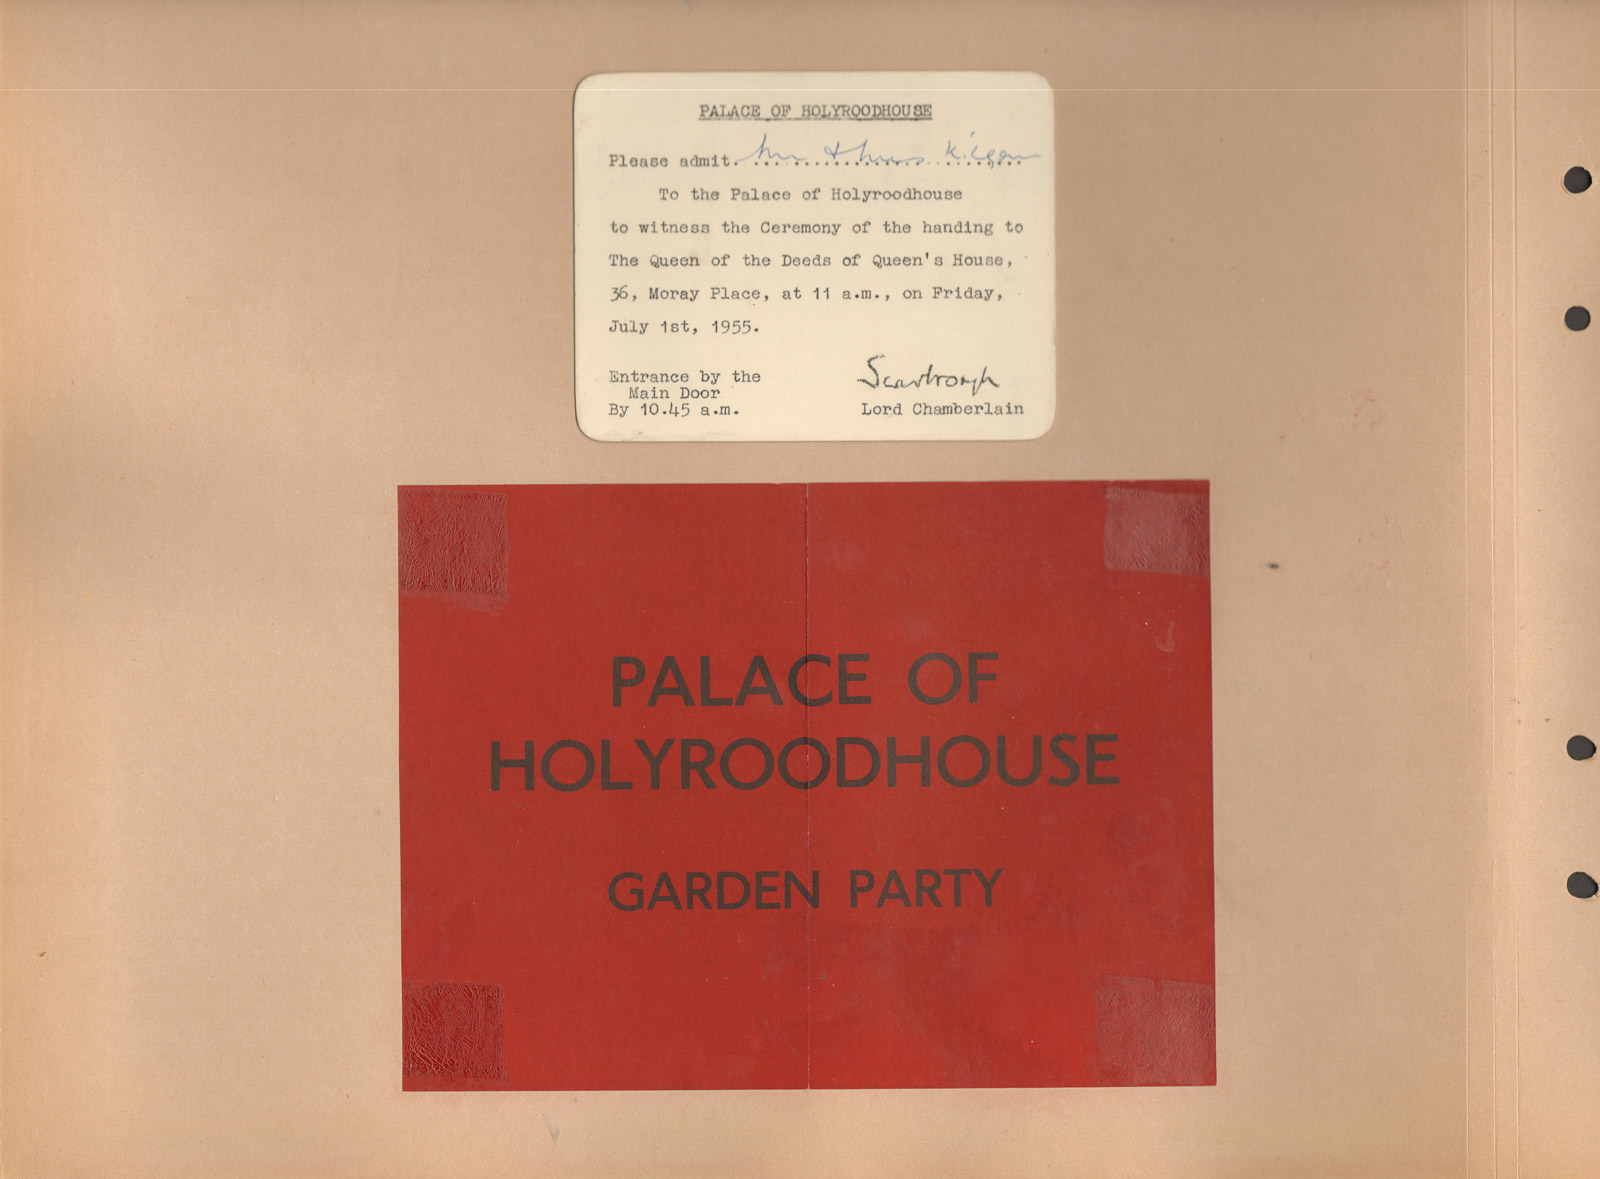 PALACE OF HOLYROODHOUSE
Please admit. Mr & Mrs
To the Palace of Holyroodhouse
to witness the Ceremony of the handing to
The Queen of the Deeds of Queen's House,
36, Moray Place, at 11 a.m., on Friday,
July 1st, 1955.
Entrance by the
Main Door
By 10.45 a.m.
Scarbrough
Lord Chamberlain
PALACE OF
HOLYROODHOUSE
GARDEN PARTY